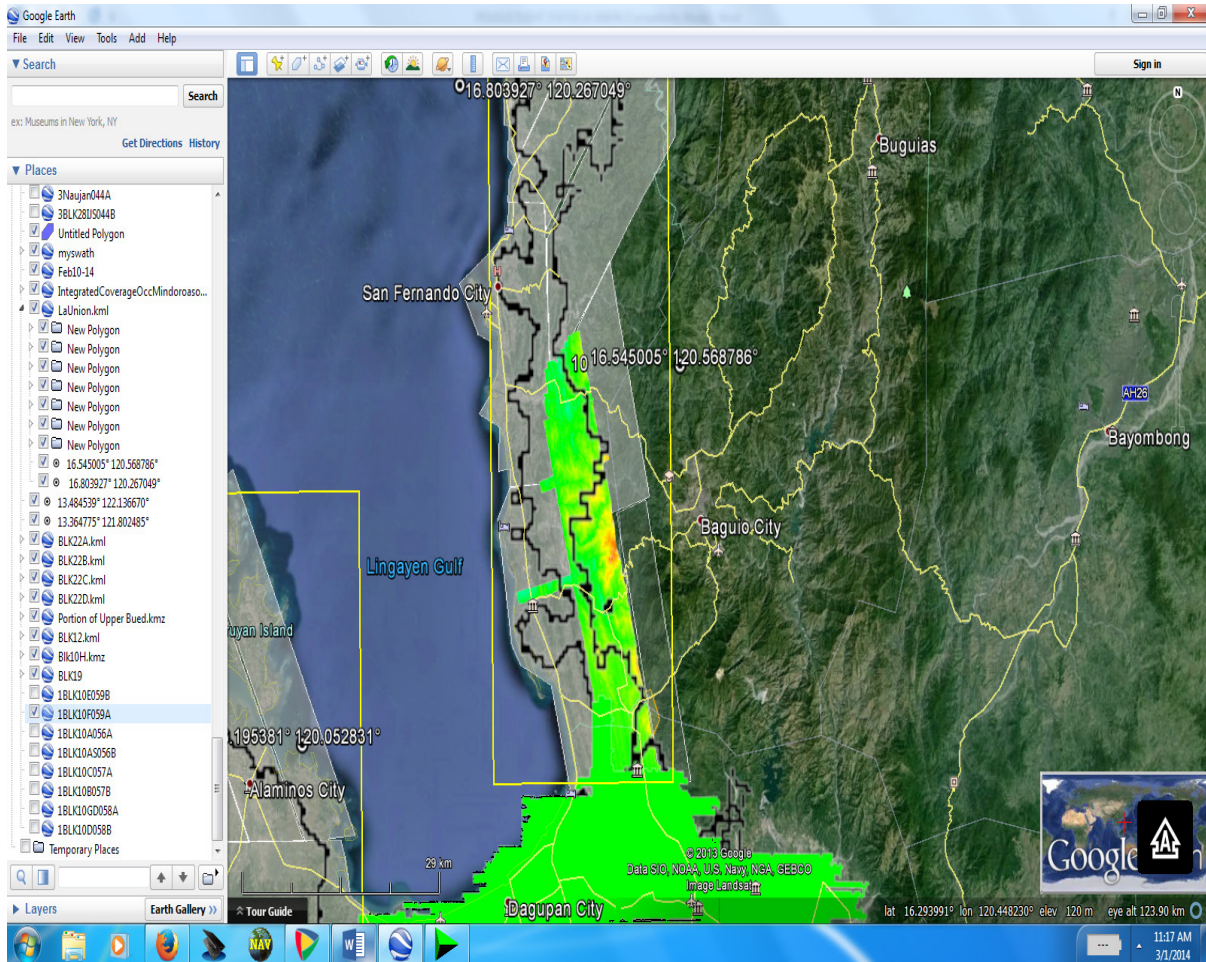 Google Earth
File Edit View Tools Add Help
Search
Search
ex: Museums in New York, NY
Get Directions History
Places
3Naujan044A
3BLK28IJS044B
Untitled Polygon
myswath
Feb10-14
IntegratedCoverageOccMindoroaso...
LaUnion.kml
New Polygon
New Polygon
New Polygon
New Polygon
New Polygon
New Polygon
New Polygon
16.545005° 120.568786°
16.803927° 120.267049°
13.484539° 122.136670°
13.364775° 121.802485°
BLK22A.kml
BLK22B.kml
BLK22C.kml
BLK22D.kml
Portion of Upper Bued.kmz
BLK12.kml
Blk10H.kmz
BLK19
1BLK10E059B
1BLK10F059A
1BLK10A056A
1BLK10AS056B
1BLK10C057A
1BLK10B057B
1BLK10GD058A
1BLK10D058B
Temporary Places
Layers
Earth Gallery »
Sign in
N
16.803927° 120.267049°
Buguias
San Fernando City
H
10 16.545005° 120.568786°
AH26
Bayombong
Baguio City
Lingayen Gulf
uyan Island
.195381° 120.052831°
Alaminos City
29 km
© 2013 Google
Data SIO, NOAA, U.S. Navy, NGA, GEBCO
Image Landsat
Google
A
Tour Guide
Dagupan City
lat 16.293991° lon 120.448230° elev 120 m eye alt 123.90 km
NAV
W
11:17 AM
3/1/2014